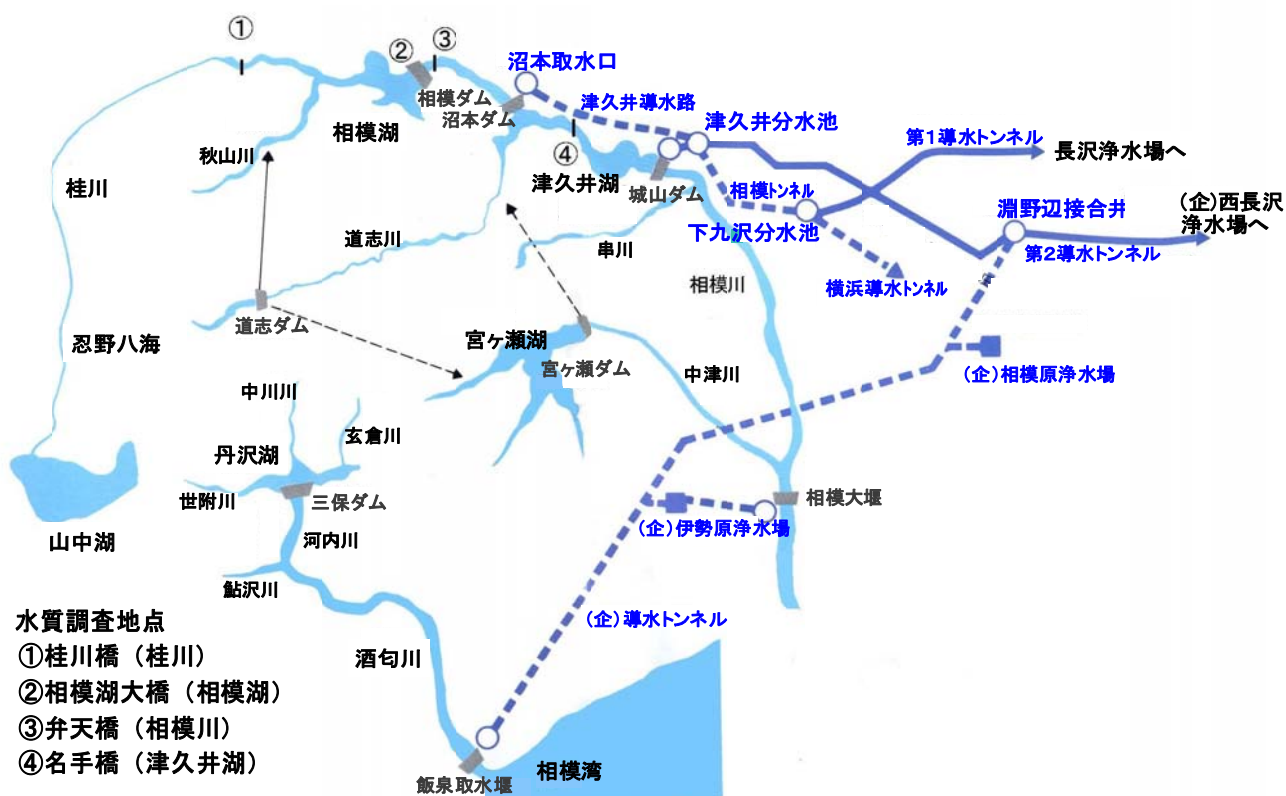 ①
②
③
沼本取水口
相模ダム
沼本ダム
津久井導水路
津久井分水池
第1導水トンネル
長沢浄水場へ
相模湖
秋山川
④
津久井湖
城山ダム
相模トンネル
桂川
下九沢分水池
淵野辺接合井
(企)西長沢
浄水場へ
第2導水トンネル
道志川
串川
相模川
横浜導水トンネル
道志ダム
忍野八海
宮ヶ瀬湖
宮ヶ瀬ダム
中津川
(企)相模原浄水場
中川川
玄倉川
丹沢湖
世附川
三保ダム
相模大堰
(企)伊勢原浄水場
山中湖
河内川
鮎沢川
(企)導水トンネル
酒匂川
水質調査地点
①桂川橋(桂川)
②相模湖大橋(相模湖)
③弁天橋(相模川)
④名手橋(津久井湖)
飯泉取水堰
相模湾